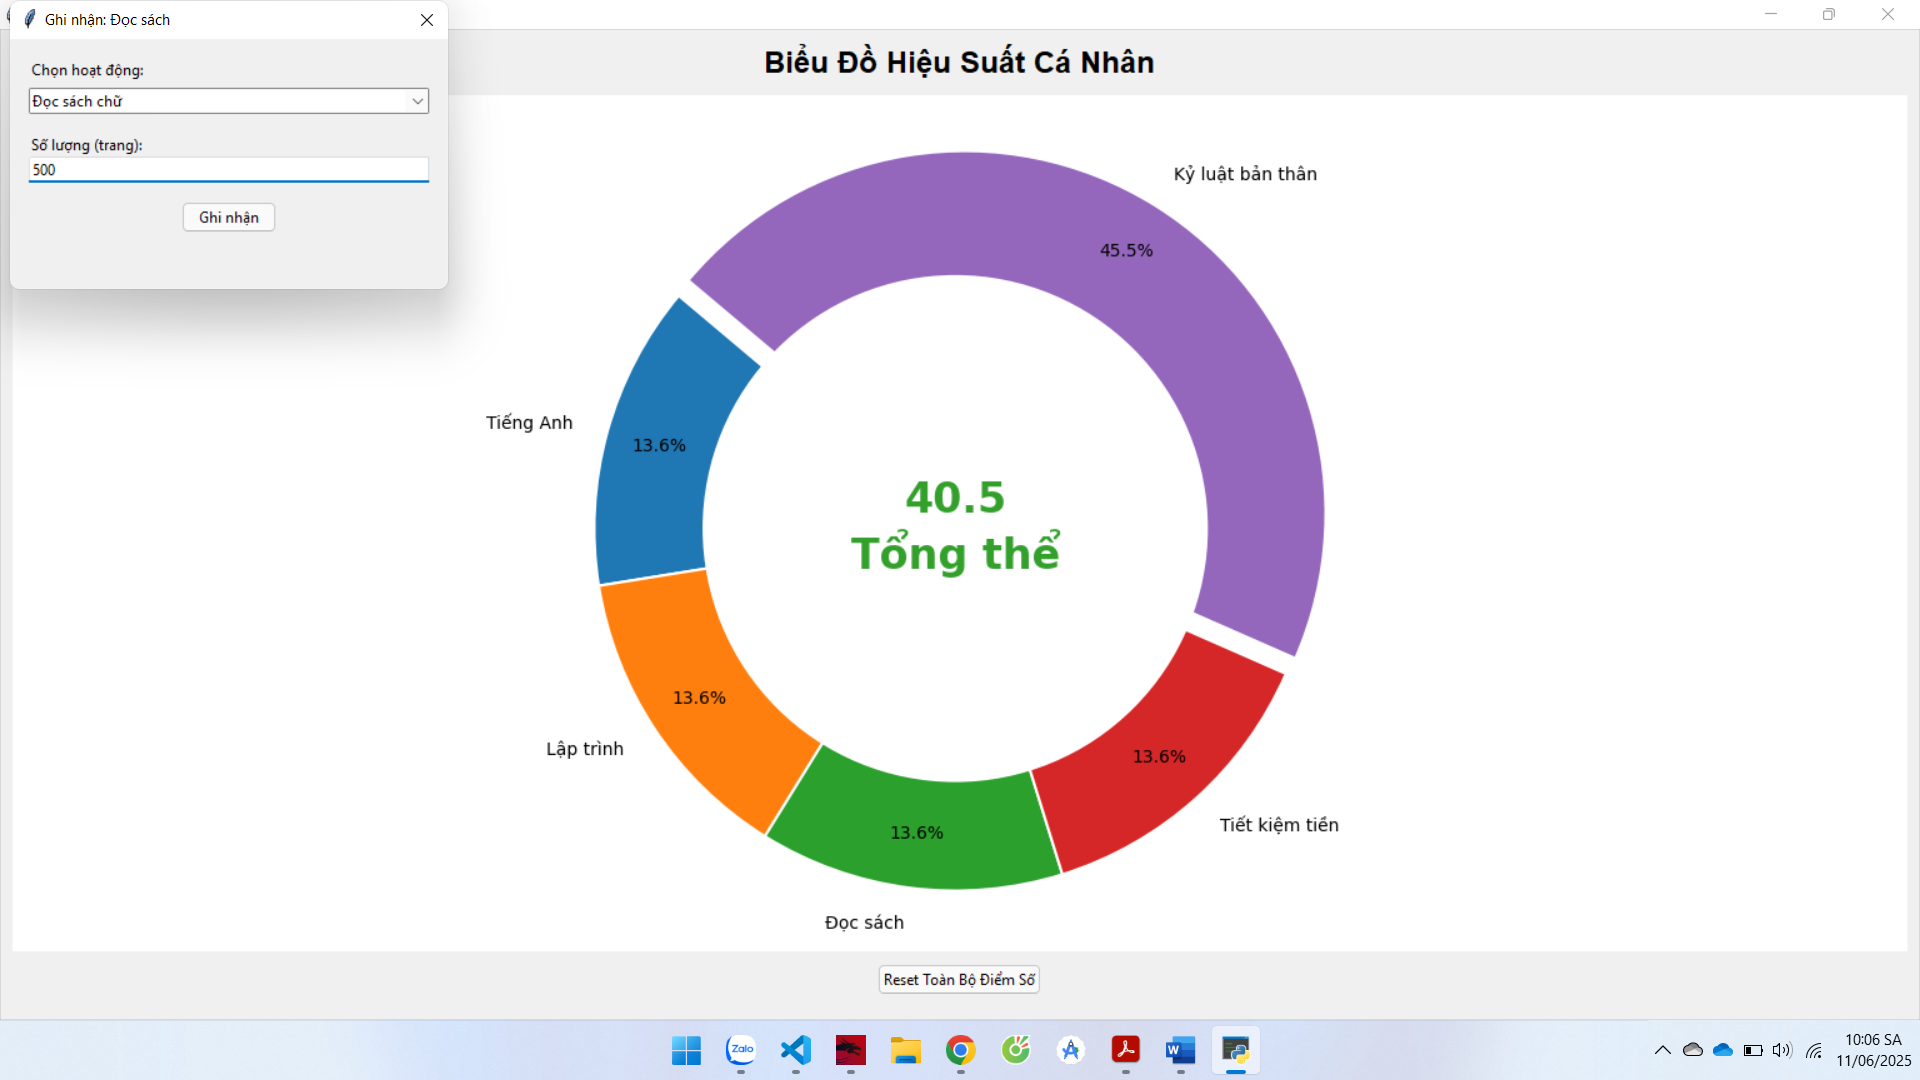 Ghi nhận: Đọc sách
Chọn hoạt động:
Đọc sách chữ
Số lượng (trang):
500
Ghi nhận
Biểu Đồ Hiệu Suất Cá Nhân
Kỷ luật bản thân
45.5%
Tiếng Anh
13.6%
40.5
Tổng thể
13.6%
Lập trình
13.6%
Tiết kiệm tiền
13.6%
Đọc sách
Reset Toàn Bộ Điểm Số
Zalo
W
10:06 SA
11/06/2025